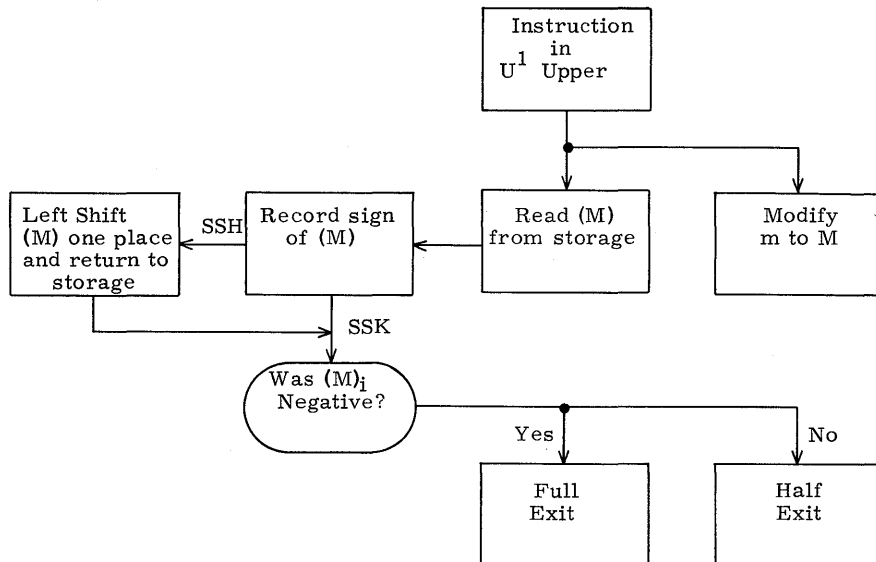 Instruction
in
U1 Upper
Left Shift
(M) one place
and return to
storage
SSH
Record sign
of (M)
Read (M)
from storage
Modify
m to M
SSK
Was (M)i
Negative?
Yes
No
Full
Exit
Half
Exit